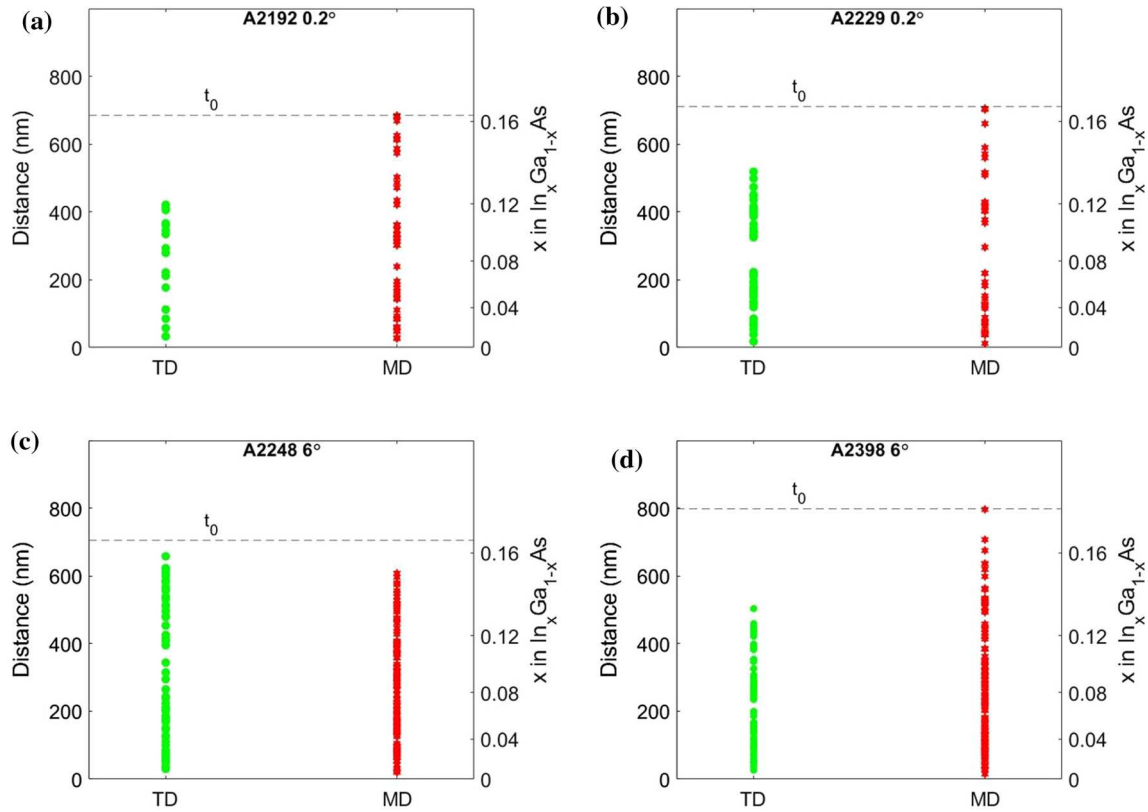 (a)
A2192 0.2°
Distance (nm)
800
600
400
200
0
t0
TD
MD
0.16
0.12
0.08
0.04
0
x in InxGa1-xAs
(b)
A2229 0.2°
Distance (nm)
800
600
400
200
0
t0
TD
MD
0.16
0.12
0.08
0.04
0
x in InxGa1-xAs
(c)
A2248 6°
Distance (nm)
800
600
400
200
0
t0
TD
MD
0.16
0.12
0.08
0.04
0
x in InxGa1-xAs
(d)
A2398 6°
Distance (nm)
800
600
400
200
0
t0
TD
MD
0.16
0.12
0.08
0.04
0
x in InxGa1-xAs